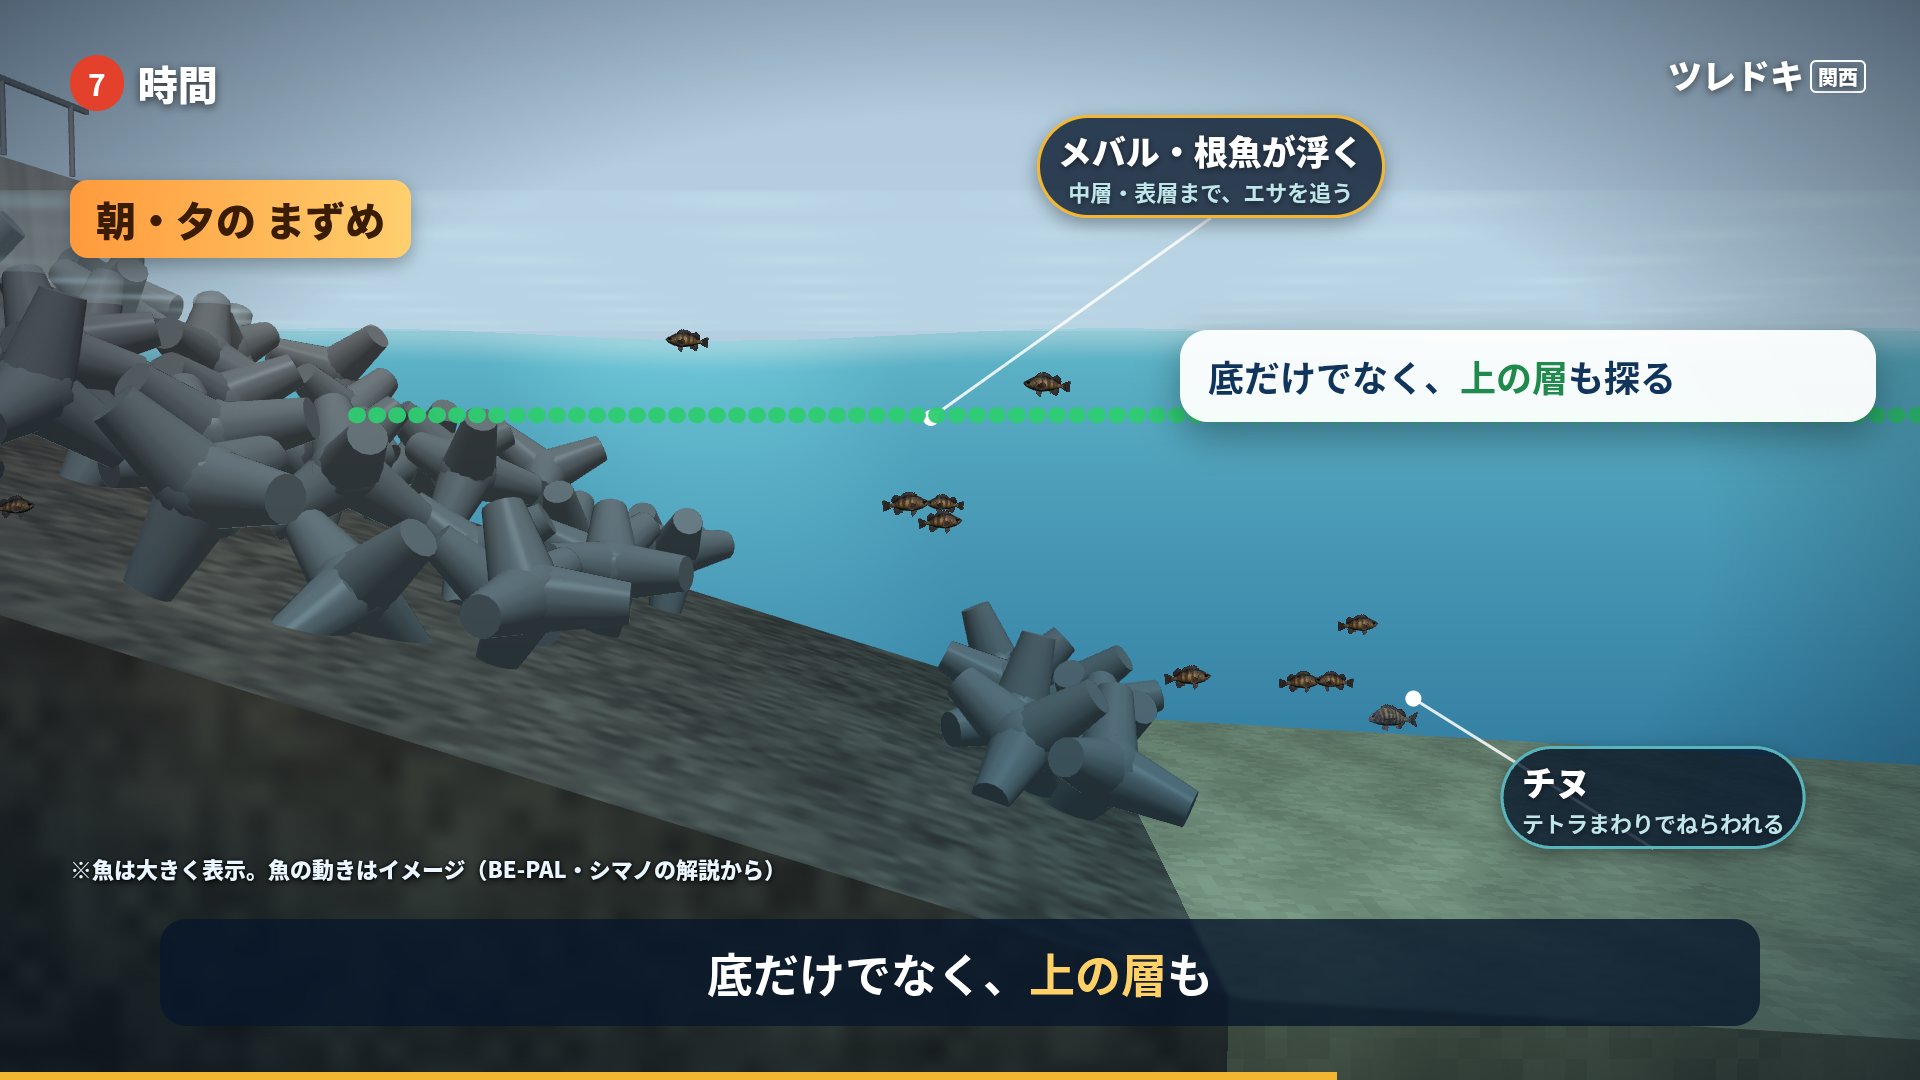 7 時間
ツレドキ 関西
メバル・根魚が浮く
中層・表層まで、エサを追う
朝・夕の まずめ
底だけでなく、上の層も探る
チヌ
テトラまわりでねらわれる
※魚は大きく表示。魚の動きはイメージ（BE-PAL・シマノの解説から）
底だけでなく、上の層も